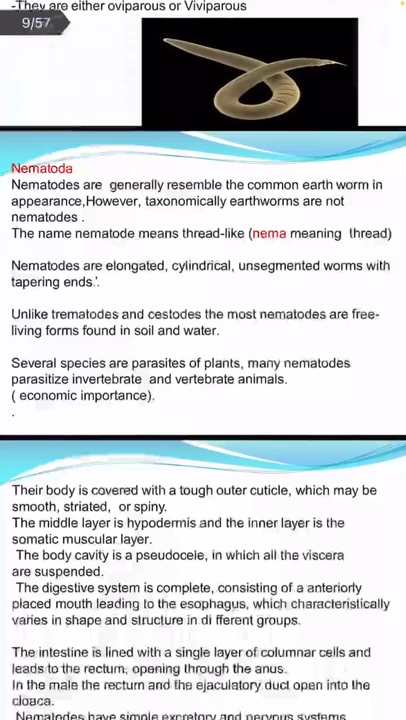 -They are either oviparous or Viviparous
9/57
Nematoda
Nematodes are generally resemble the common earth worm in
appearance,However, taxonomically earthworms are not
nematodes .
The name nematode means thread-like (nema meaning thread)
Nematodes are elongated, cylindrical, unsegmented worms with
tapering ends.'.
Unlike trematodes and cestodes the most nematodes are free-
living forms found in soil and water.
Several species are parasites of plants, many nematodes
parasitize invertebrate and vertebrate animals.
( economic importance).
.
Their body is covered with a tough outer cuticle, which may be
smooth, striated, or spiny.
The middle layer is hypodermis and the inner layer is the
somatic muscular layer.
The body cavity is a pseudocele, in which all the viscera
are suspended.
The digestive system is complete, consisting of a anteriorly
placed mouth leading to the esophagus, which characteristically
varies in shape and structure in di fferent groups.
The intestine is lined with a single layer of columnar cells and
leads to the rectum, opening through the anus.
In the male the rectum and the ejaculatory duct open into the
cloaca.
Nematodes have simple excretory and nervous systems